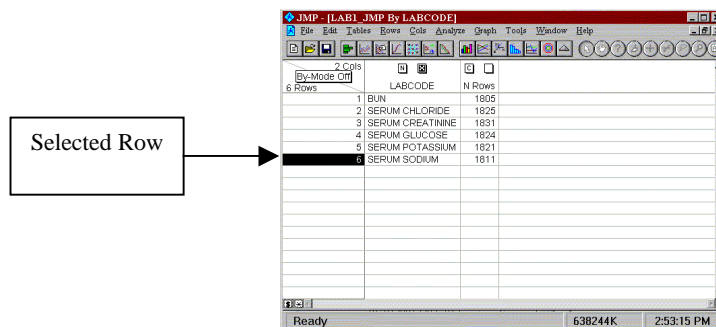 JMP - [LAB1_JMP By LABCODE]
File Edit Tables Rows Cols Analyze Graph Tools Window Help
2 Cols N C
By-Mode Off
6 Rows LABCODE N Rows
1 BUN 1805
2 SERUM CHLORIDE 1825
3 SERUM CREATININE 1831
4 SERUM GLUCOSE 1824
5 SERUM POTASSIUM 1821
6 SERUM SODIUM 1811
Selected Row
Ready 638244K 2:53:15 PM